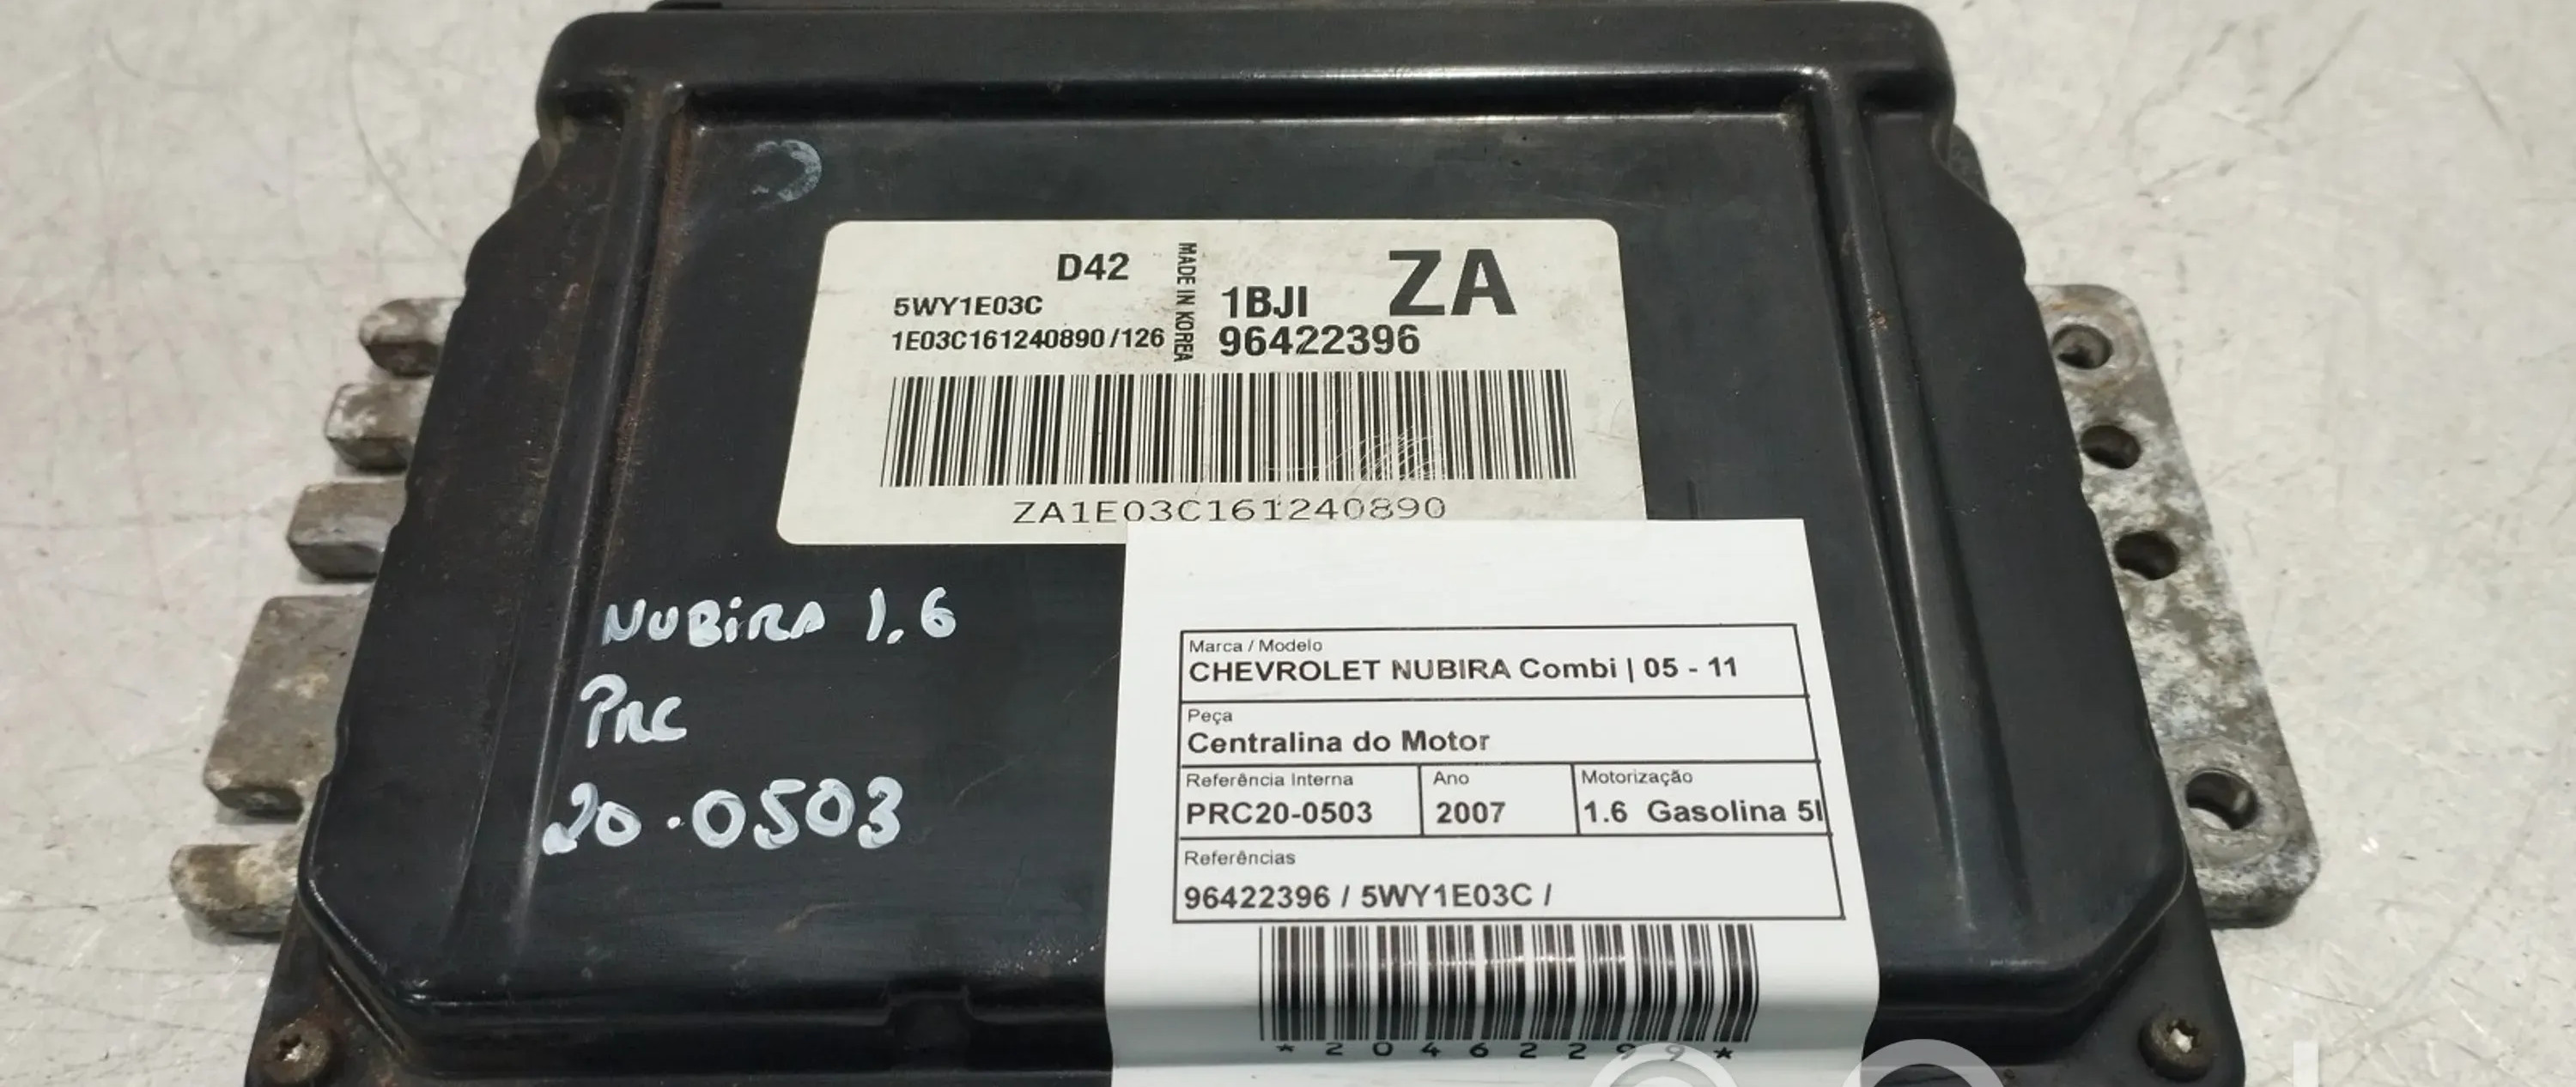 D42
MADE IN KOREA
1BJI
ZA
5WY1E03C
1E03C161240890/126
96422396
ZA1E03C161240890
NUBiRA 1.6
PRC
20.0503
Marca / Modelo
CHEVROLET NUBIRA Combi | 05 - 11
Peça
Centralina do Motor
Referência Interna
PRC20-0503
Ano
2007
Motorização
1.6 Gasolina 5l
Referências
96422396 / 5WY1E03C /
*20462299*